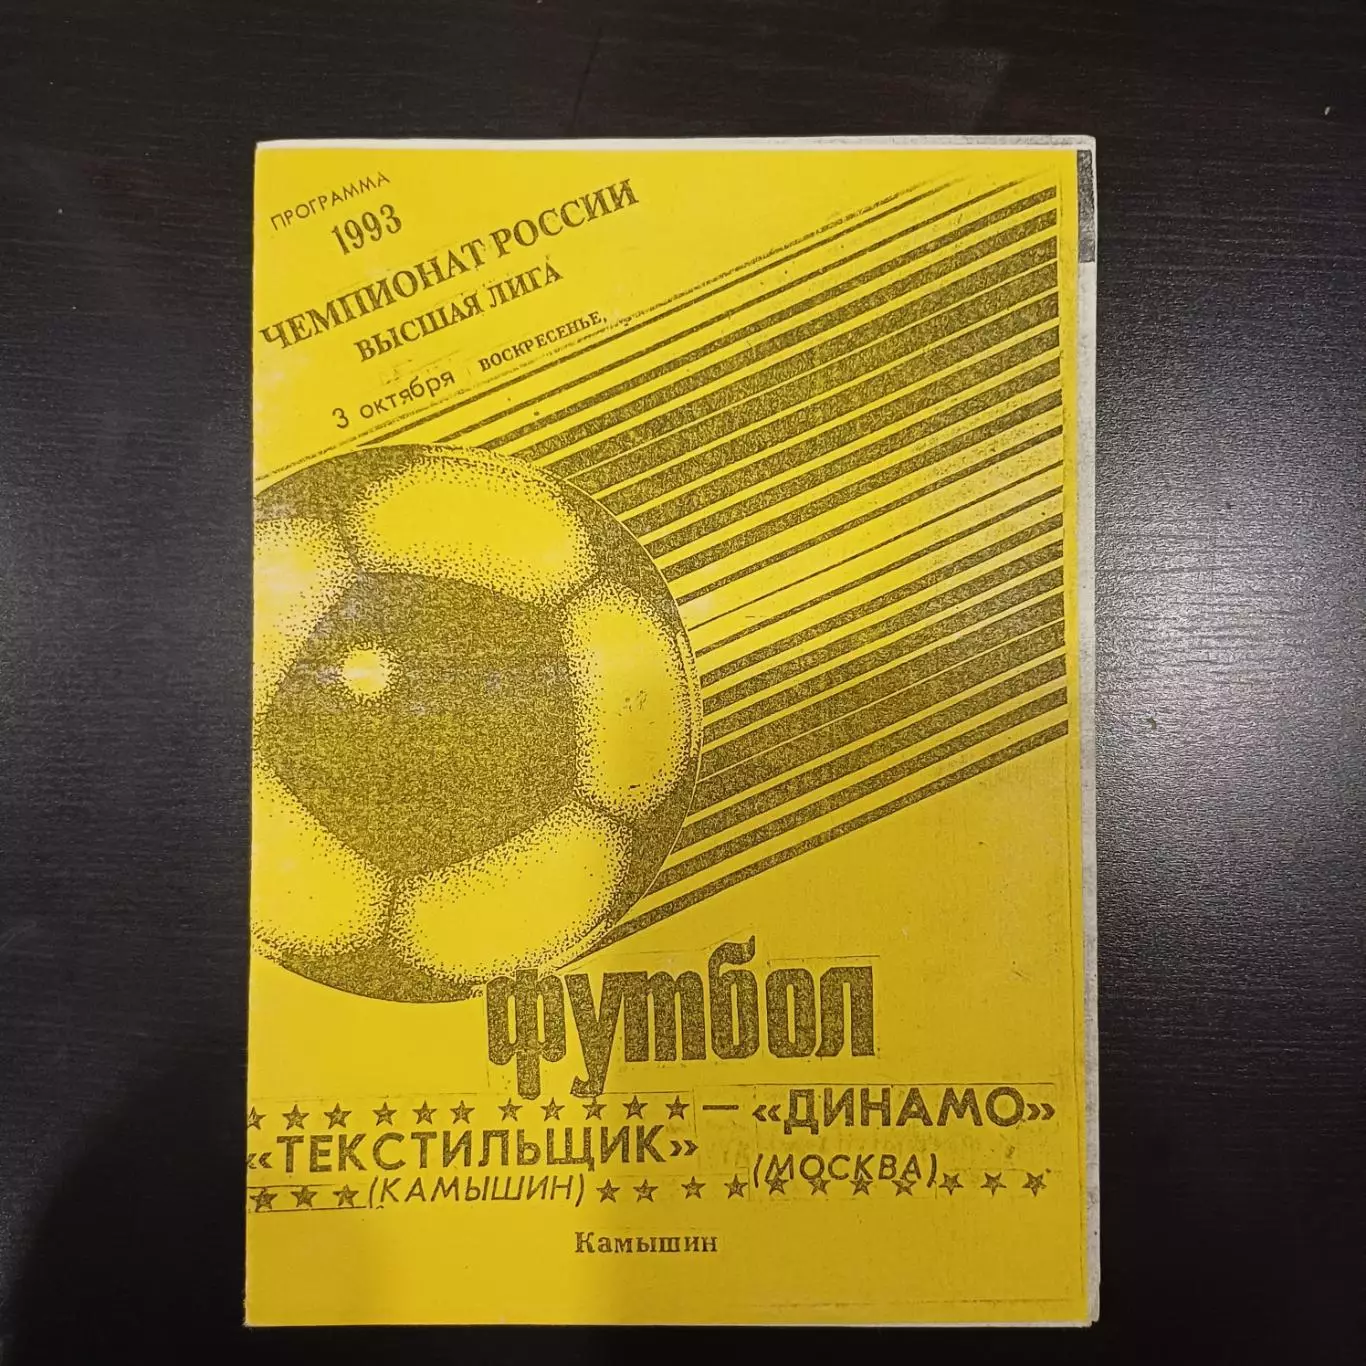 ПРОГРАММА
1993
ЧЕМПИОНАТ РОССИИ
ВЫСШАЯ ЛИГА
3 октября ВОСКРЕСЕНЬЕ,
футбол
«ТЕКСТИЛЬЩИК» — «ДИНАМО»
(КАМЫШИН) (МОСКВА)
Камышин